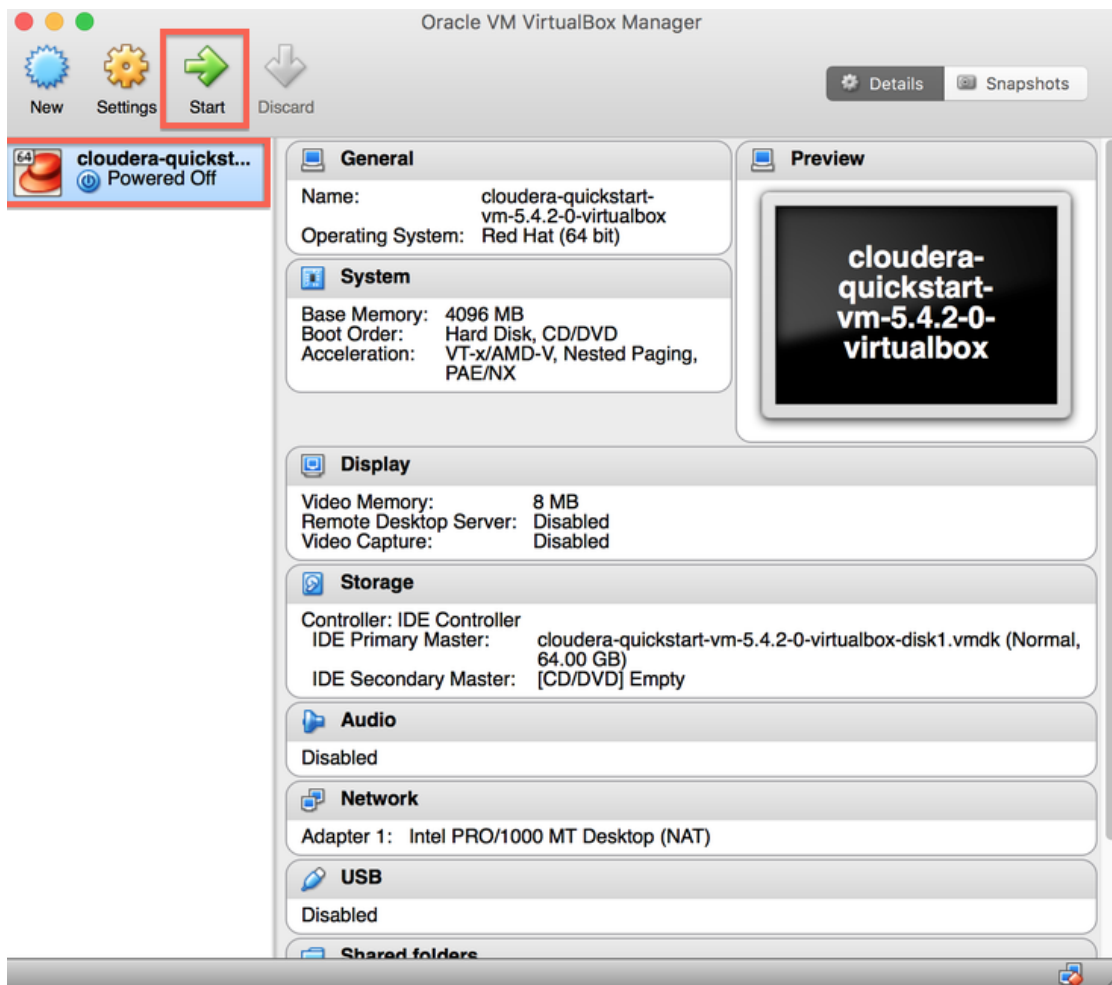 Oracle VM VirtualBox Manager
New Settings Start Discard
Details Snapshots
64
cloudera-quickst...
Powered Off
General
Name: cloudera-quickstart-
vm-5.4.2-0-virtualbox
Operating System: Red Hat (64 bit)
Preview
cloudera-
quickstart-
vm-5.4.2-0-
virtualbox
System
Base Memory: 4096 MB
Boot Order: Hard Disk, CD/DVD
Acceleration: VT-x/AMD-V, Nested Paging,
PAE/NX
Display
Video Memory: 8 MB
Remote Desktop Server: Disabled
Video Capture: Disabled
Storage
Controller: IDE Controller
IDE Primary Master: cloudera-quickstart-vm-5.4.2-0-virtualbox-disk1.vmdk (Normal,
64.00 GB)
IDE Secondary Master: [CD/DVD] Empty
Audio
Disabled
Network
Adapter 1: Intel PRO/1000 MT Desktop (NAT)
USB
Disabled
Shared folders